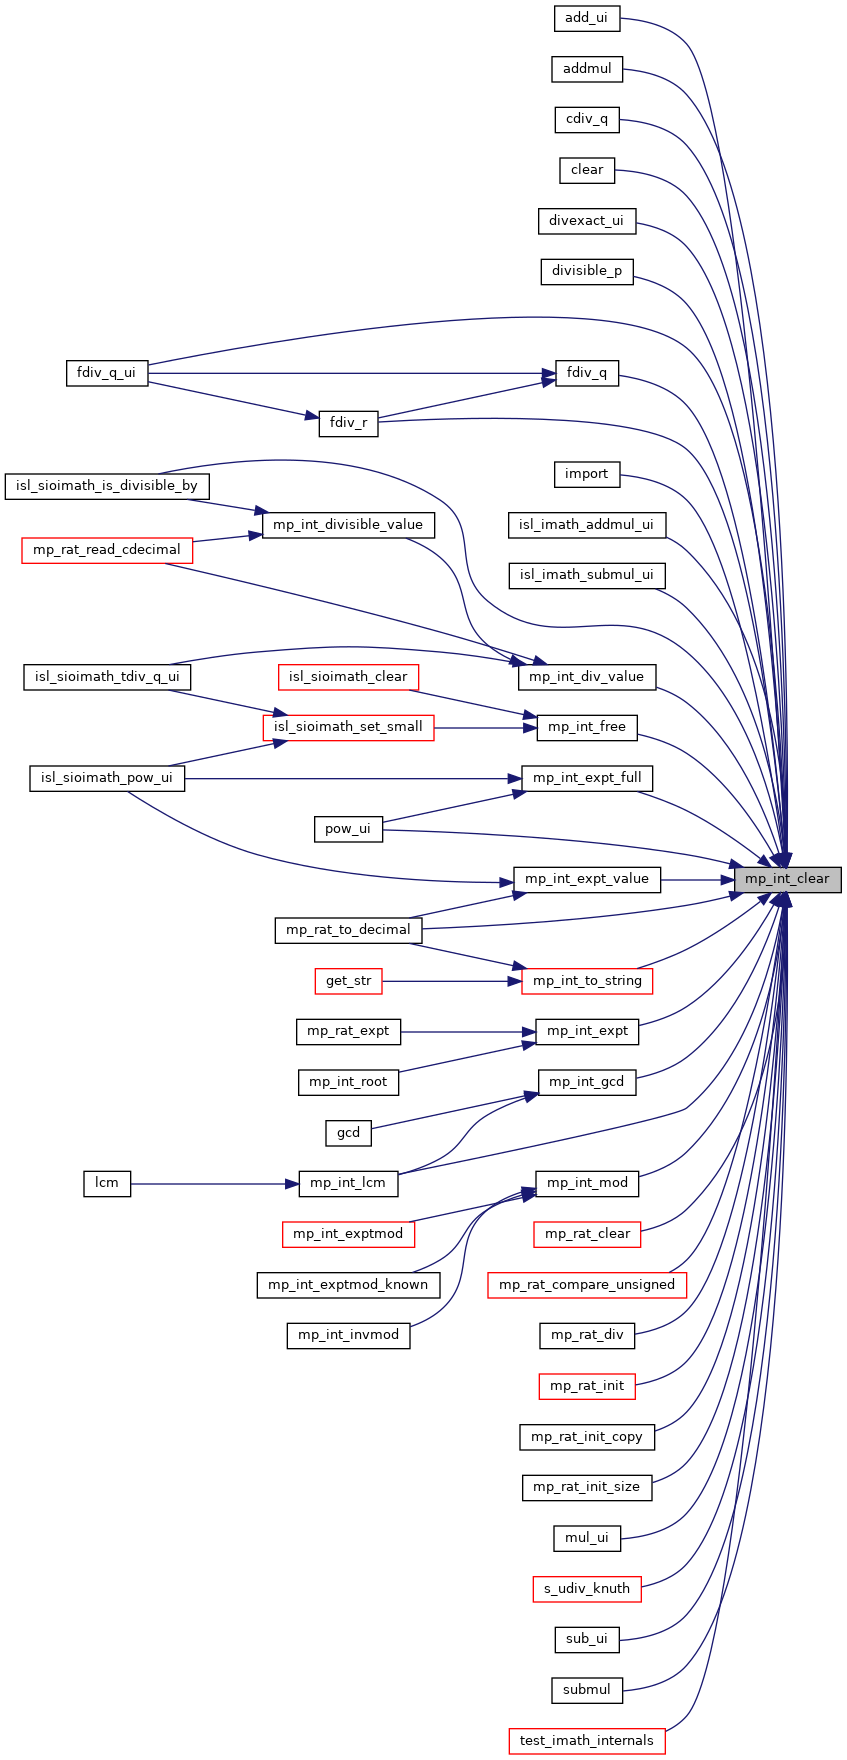 add_ui
addmul
cdiv_q
clear
divexact_ui
divisible_p
fdiv_q_ui
fdiv_q
fdiv_r
import
isl_sioimath_is_divisible_by
mp_int_divisible_value
isl_imath_addmul_ui
mp_rat_read_cdecimal
isl_imath_submul_ui
isl_sioimath_tdiv_q_ui
isl_sioimath_clear
mp_int_div_value
isl_sioimath_set_small
mp_int_free
isl_sioimath_pow_ui
mp_int_expt_full
pow_ui
mp_int_expt_value
mp_int_clear
mp_rat_to_decimal
get_str
mp_int_to_string
mp_rat_expt
mp_int_expt
mp_int_root
mp_int_gcd
gcd
lcm
mp_int_lcm
mp_int_mod
mp_int_exptmod
mp_rat_clear
mp_int_exptmod_known
mp_rat_compare_unsigned
mp_int_invmod
mp_rat_div
mp_rat_init
mp_rat_init_copy
mp_rat_init_size
mul_ui
s_udiv_knuth
sub_ui
submul
test_imath_internals